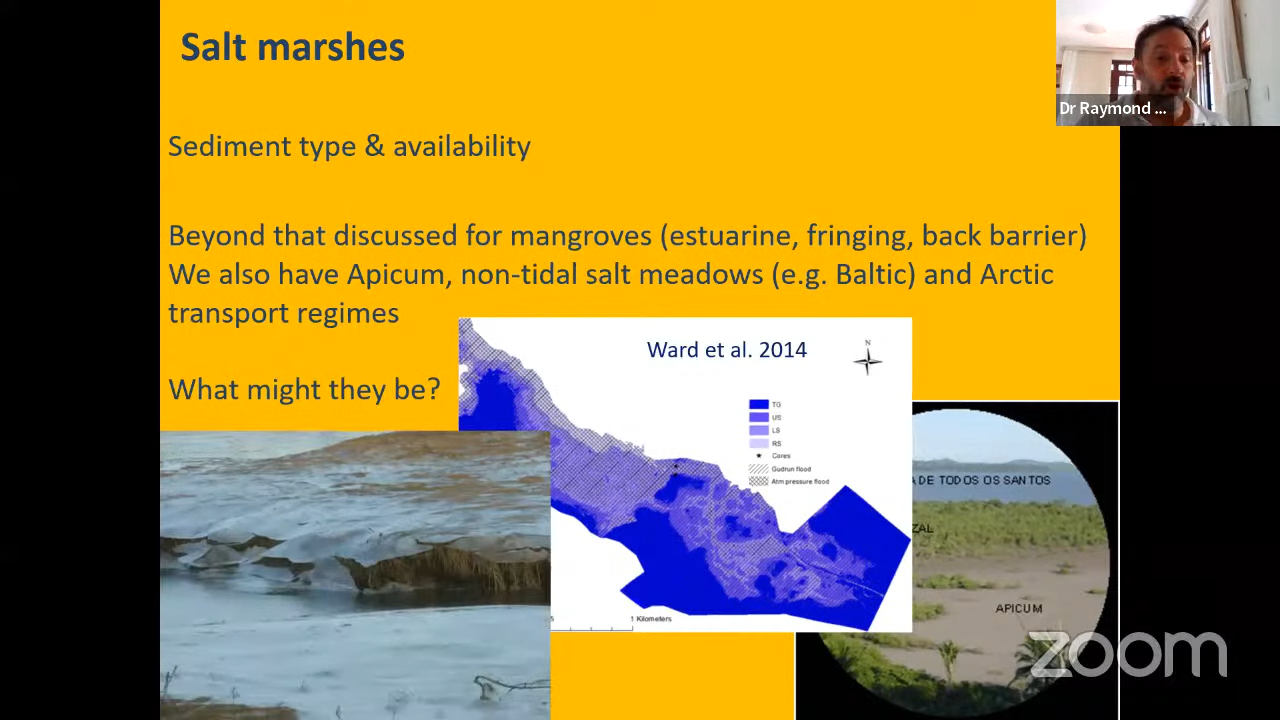 Salt marshes
Dr Raymond ...
Sediment type & availability
Beyond that discussed for mangroves (estuarine, fringing, back barrier)
We also have Apicum, non-tidal salt meadows (e.g. Baltic) and Arctic
transport regimes
What might they be?
Ward et al. 2014
N
TG
US
LS
RS
Cores
Gudrun flood
Atm pressure flood
1 Kilometers
A DE TODOS OS SANTOS
ZAL
APICUM
zoom